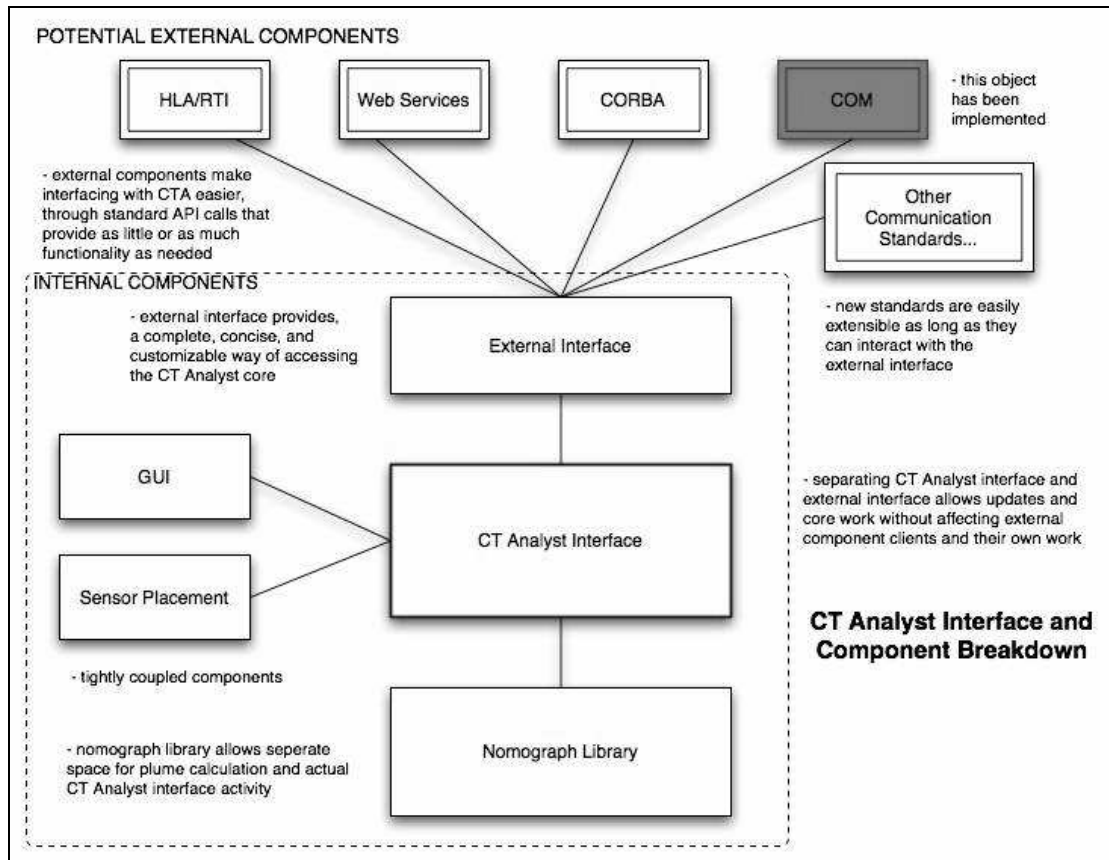 POTENTIAL EXTERNAL COMPONENTS
HLA/RTI
Web Services
CORBA
COM
- this object
has been
implemented
- external components make
interfacing with CTA easier,
through standard API calls that
provide as little or as much
functionality as needed
Other
Communication
Standards...
INTERNAL COMPONENTS
- external interface provides,
a complete, concise, and
customizable way of accessing
the CT Analyst core
External Interface
- new standards are easily
extensible as long as they
can interact with the
external interface
GUI
CT Analyst Interface
- separating CT Analyst interface and
external interface allows updates and
core work without affecting external
component clients and their own work
Sensor Placement
CT Analyst Interface and
Component Breakdown
- tightly coupled components
- nomograph library allows seperate
space for plume calculation and actual
CT Analyst interface activity
Nomograph Library